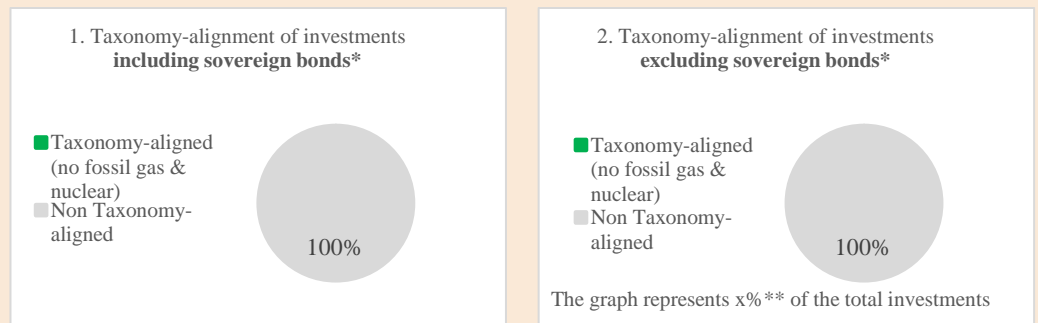 1. Taxonomy-alignment of investments
including sovereign bonds*
Taxonomy-aligned
(no fossil gas &
nuclear)
Non Taxonomy-
aligned
100%
2. Taxonomy-alignment of investments
excluding sovereign bonds*
Taxonomy-aligned
(no fossil gas &
nuclear)
Non Taxonomy-
aligned
100%
The graph represents x%** of the total investments